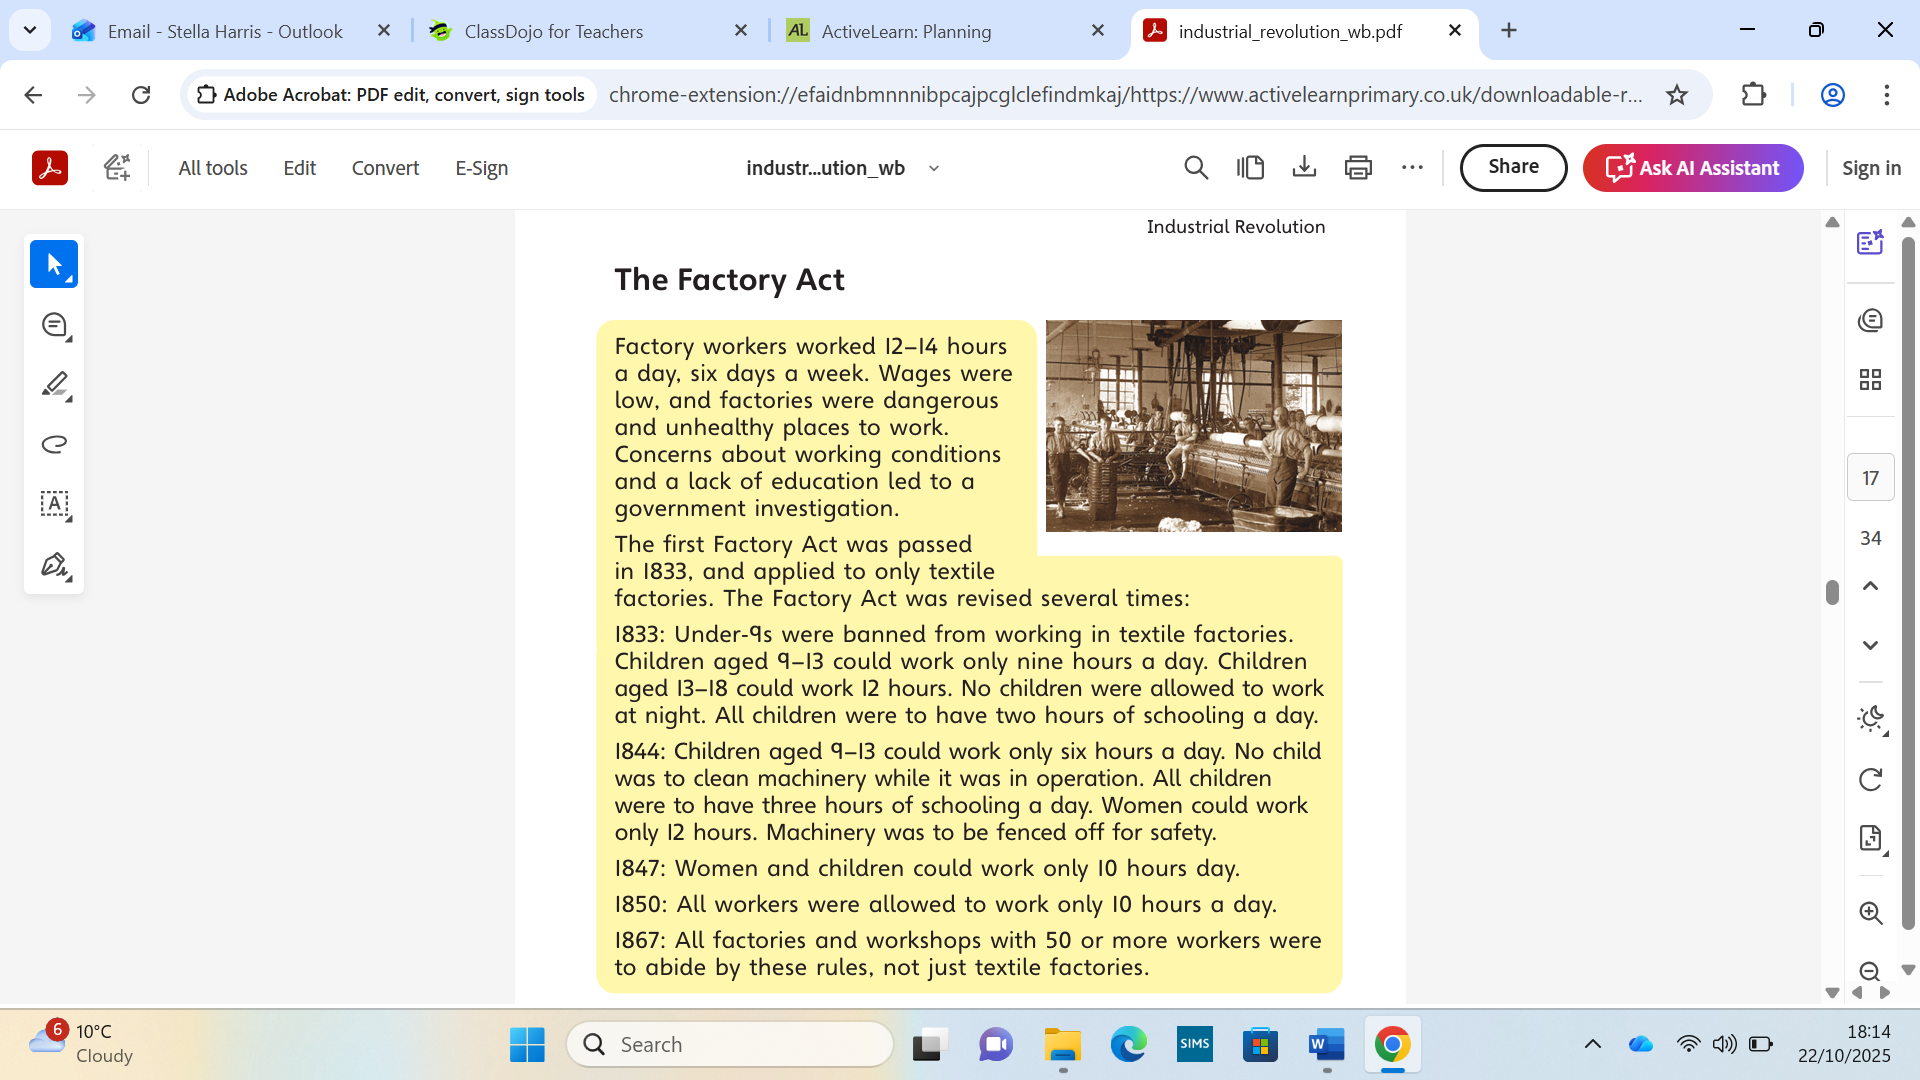 Email - Stella Harris - Outlook
ClassDojo for Teachers
AL
ActiveLearn: Planning
industrial_revolution_wb.pdf
Adobe Acrobat: PDF edit, convert, sign tools
chrome-extension://efaidnbmnnnibpcajpcglclefindmkaj/https://www.activelearnprimary.co.uk/downloadable-r...
All tools
Edit
Convert
E-Sign
industr...ution_wb
Share
Ask AI Assistant
Sign in
Industrial Revolution
The Factory Act
Factory workers worked 12–14 hours
a day, six days a week. Wages were
low, and factories were dangerous
and unhealthy places to work.
Concerns about working conditions
and a lack of education led to a
government investigation.
The first Factory Act was passed
in 1833, and applied to only textile
factories. The Factory Act was revised several times:
1833: Under-9s were banned from working in textile factories.
Children aged 9–13 could work only nine hours a day. Children
aged 13–18 could work 12 hours. No children were allowed to work
at night. All children were to have two hours of schooling a day.
1844: Children aged 9–13 could work only six hours a day. No child
was to clean machinery while it was in operation. All children
were to have three hours of schooling a day. Women could work
only 12 hours. Machinery was to be fenced off for safety.
1847: Women and children could work only 10 hours day.
1850: All workers were allowed to work only 10 hours a day.
1867: All factories and workshops with 50 or more workers were
to abide by these rules, not just textile factories.
A
17
34
6
10°C
Cloudy
Search
SIMS
W
18:14
22/10/2025